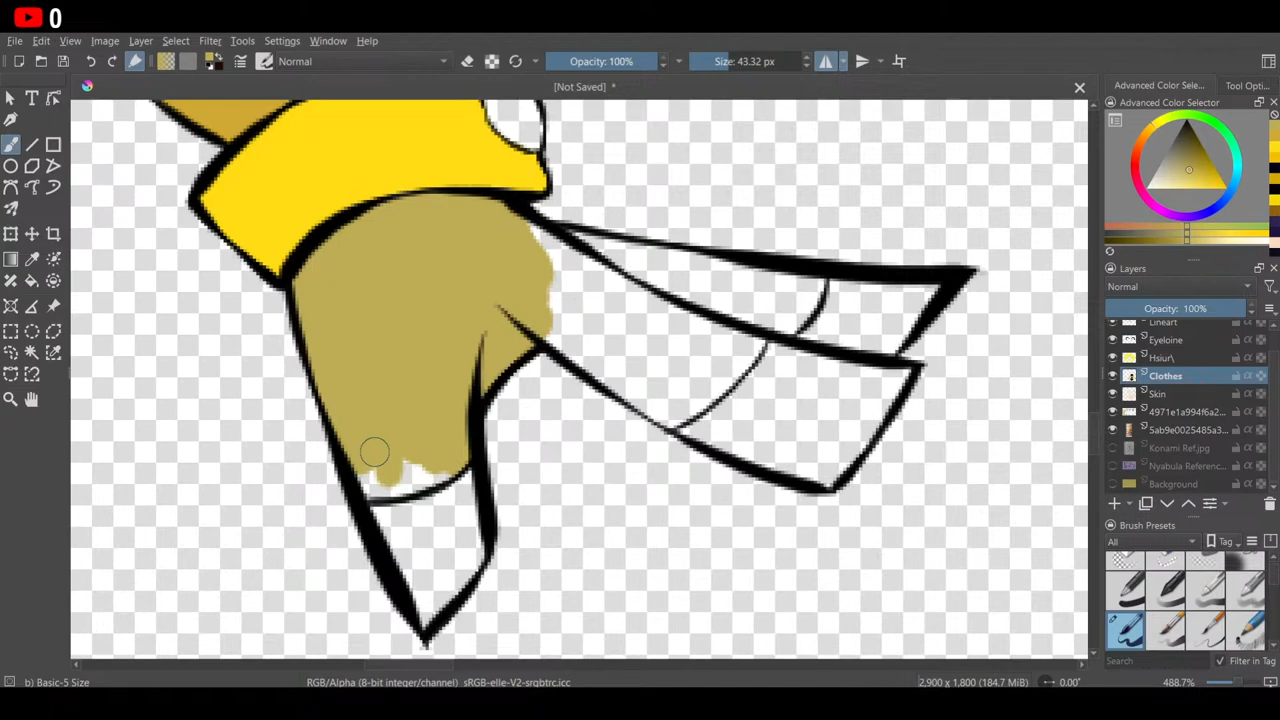 0
File Edit View Image Layer Select Filter Tools Settings Window Help
Normal Opacity: 100% Size: 43.32 px
[Not Saved] *
Advanced Color Sele... Tool Opti...
Advanced Color Selector
Layers
Normal
Opacity: 100%
Lineart
Eyeloine
Hsiur\
Clothes
Skin
4971e1a994f6a2...
5ab9e0025485a3...
Konami Ref.jpg
Nyabula Referenc...
Background
Brush Presets
All Tag
Search Filter in Tag
b) Basic-5 Size RGB/Alpha (8-bit integer/channel) sRGB-elle-V2-srgbtrc.icc 2,900 x 1,800 (184.7 MiB) 0.00° 488.7%